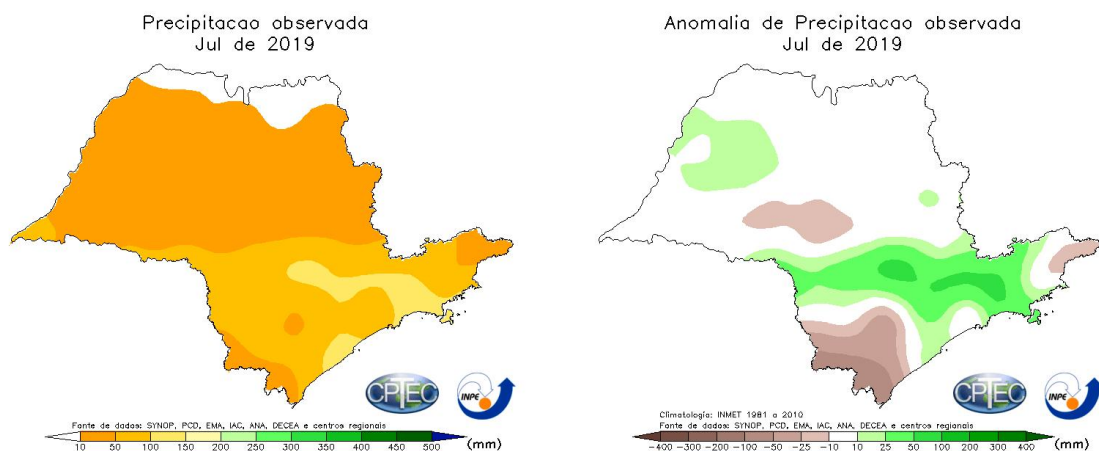 Precipitacao observada
Jul de 2019
CPTEC
INPE
Fonte de dados: SYNOP, PCD, EMA, IAC, ANA, DECEA e centros regionais
10 50 100 150 200 250 300 350 400 450 500 (mm)
Anomalia de Precipitacao observada
Jul de 2019
CPTEC
INPE
Climatologia: INMET 1981 a 2010
Fonte de dados: SYNOP, PCD, EMA, IAC, ANA, DECEA e centros regionais
-400 -300 -200 -100 -50 -25 -10 10 25 50 100 200 300 400 (mm)